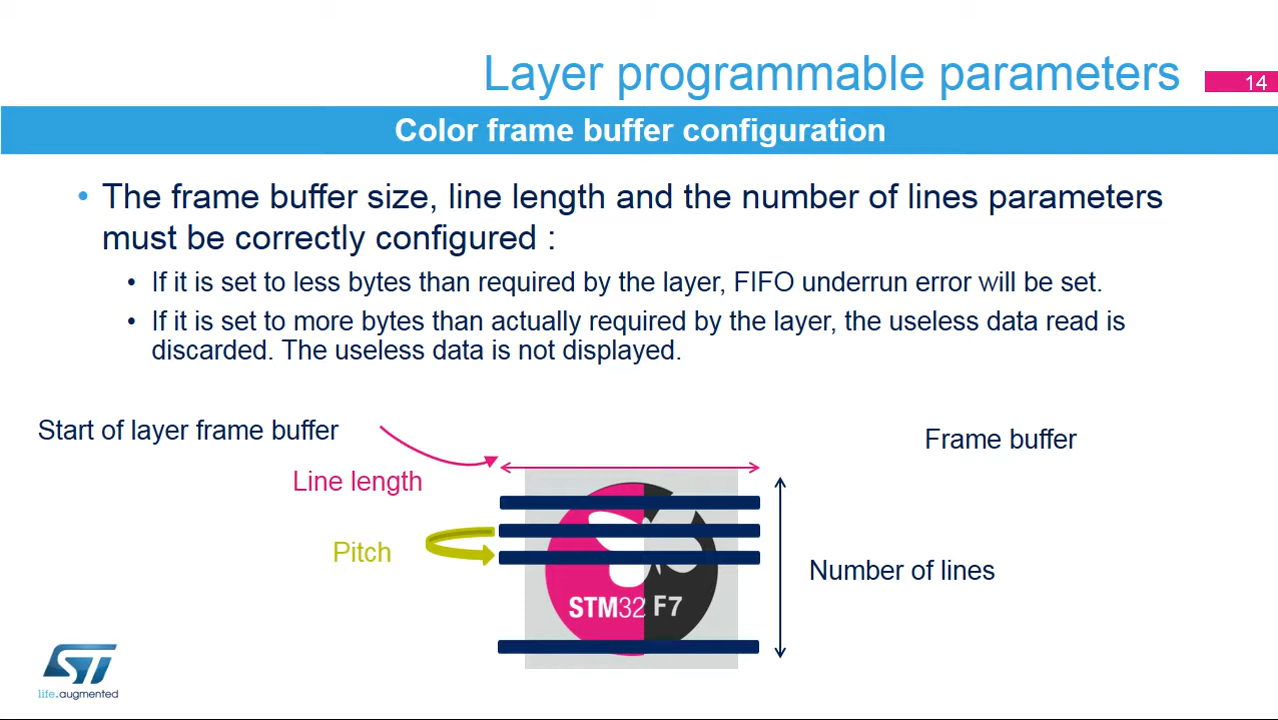 Layer programmable parameters
14
Color frame buffer configuration
• The frame buffer size, line length and the number of lines parameters
must be correctly configured :
• If it is set to less bytes than required by the layer, FIFO underrun error will be set.
• If it is set to more bytes than actually required by the layer, the useless data read is
discarded. The useless data is not displayed.
Start of layer frame buffer
Frame buffer
Line length
Pitch
Number of lines
STM32 F7
ST
life.augmented